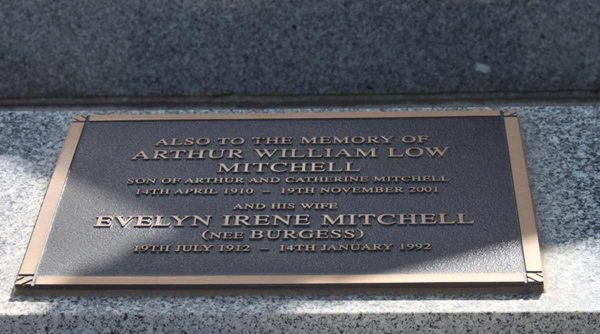 ALSO TO THE MEMORY OF
ARTHUR WILLIAM LOW
MITCHELL
SON OF ARTHUR AND CATHERINE MITCHELL
14TH APRIL 1910 – 19TH NOVEMBER 2001
AND HIS WIFE
EVELYN IRENE MITCHELL
(NEE BURGESS)
19TH JULY 1912 – 14TH JANUARY 1992